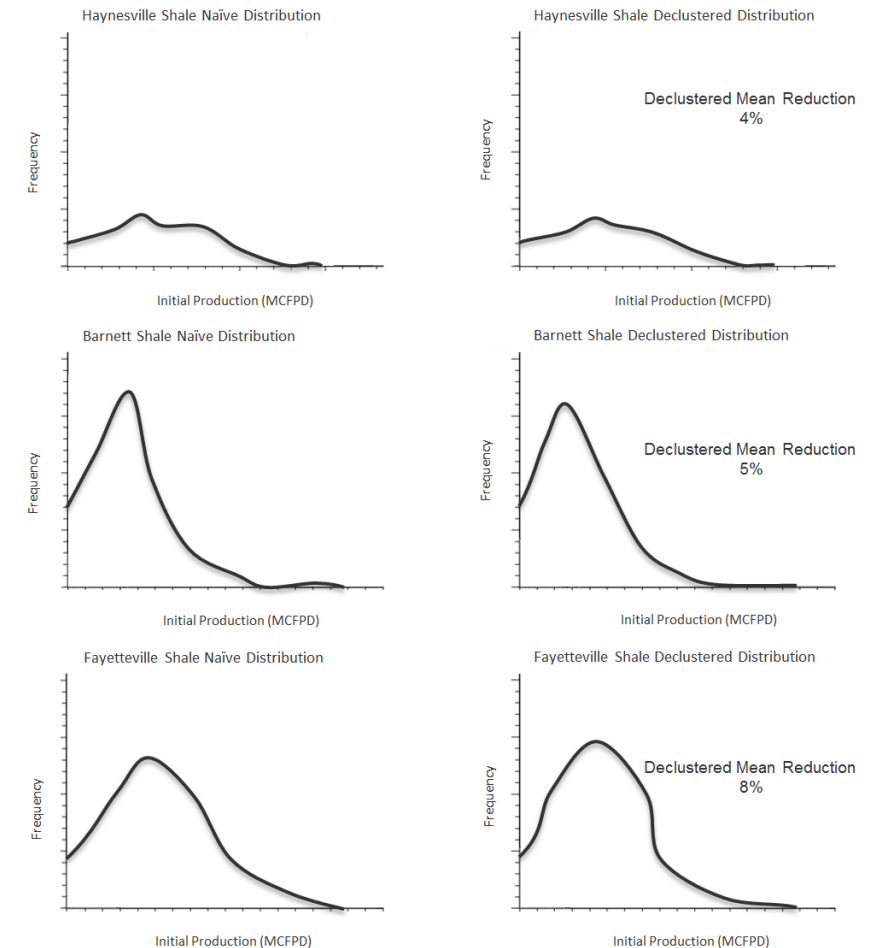 Haynesville Shale Naïve Distribution
Haynesville Shale Declustered Distribution
Declustered Mean Reduction
4%
Frequency
Frequency
Initial Production (MCFPD)
Initial Production (MCFPD)
Barnett Shale Naïve Distribution
Barnett Shale Declustered Distribution
Declustered Mean Reduction
5%
Frequency
Frequency
Initial Production (MCFPD)
Initial Production (MCFPD)
Fayetteville Shale Naïve Distribution
Fayetteville Shale Declustered Distribution
Declustered Mean Reduction
8%
Frequency
Frequency
Initial Production (MCFPD)
Initial Production (MCFPD)